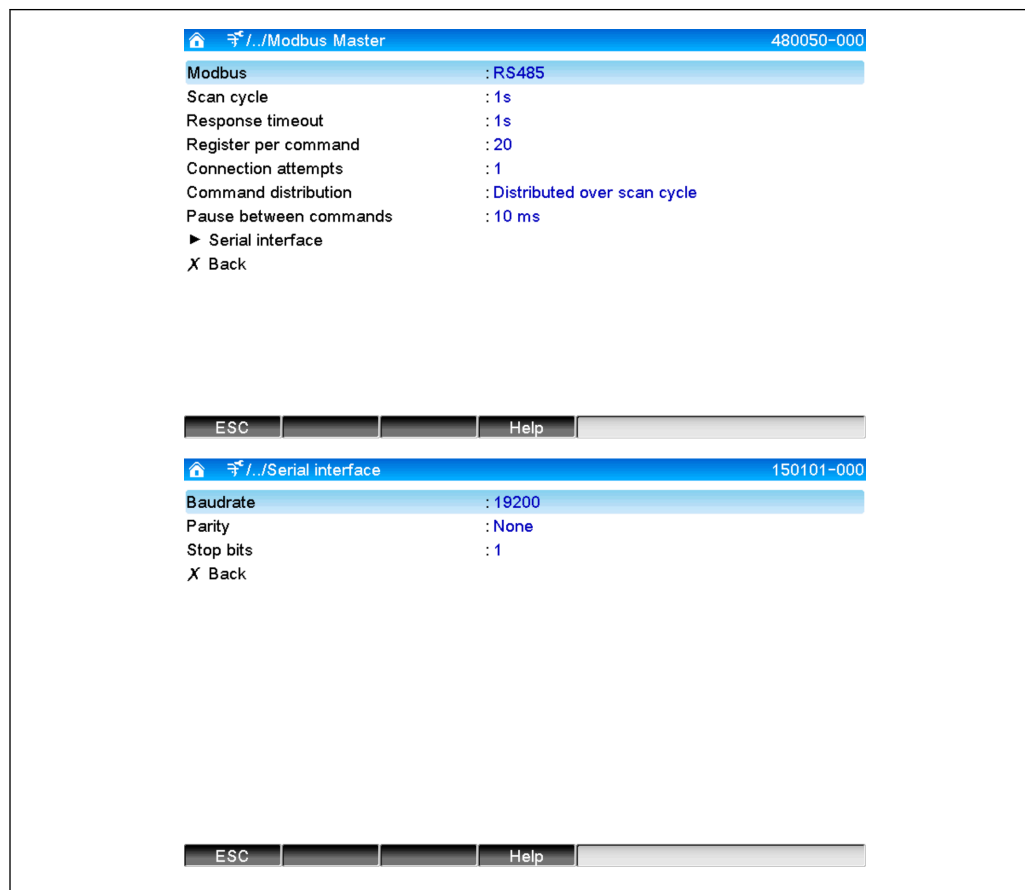 /../Modbus Master 480050-000
Modbus : RS485
Scan cycle : 1s
Response timeout : 1s
Register per command : 20
Connection attempts : 1
Command distribution : Distributed over scan cycle
Pause between commands : 10 ms
► Serial interface
X Back
ESC Help
/../Serial interface 150101-000
Baudrate : 19200
Parity : None
Stop bits : 1
X Back
ESC Help